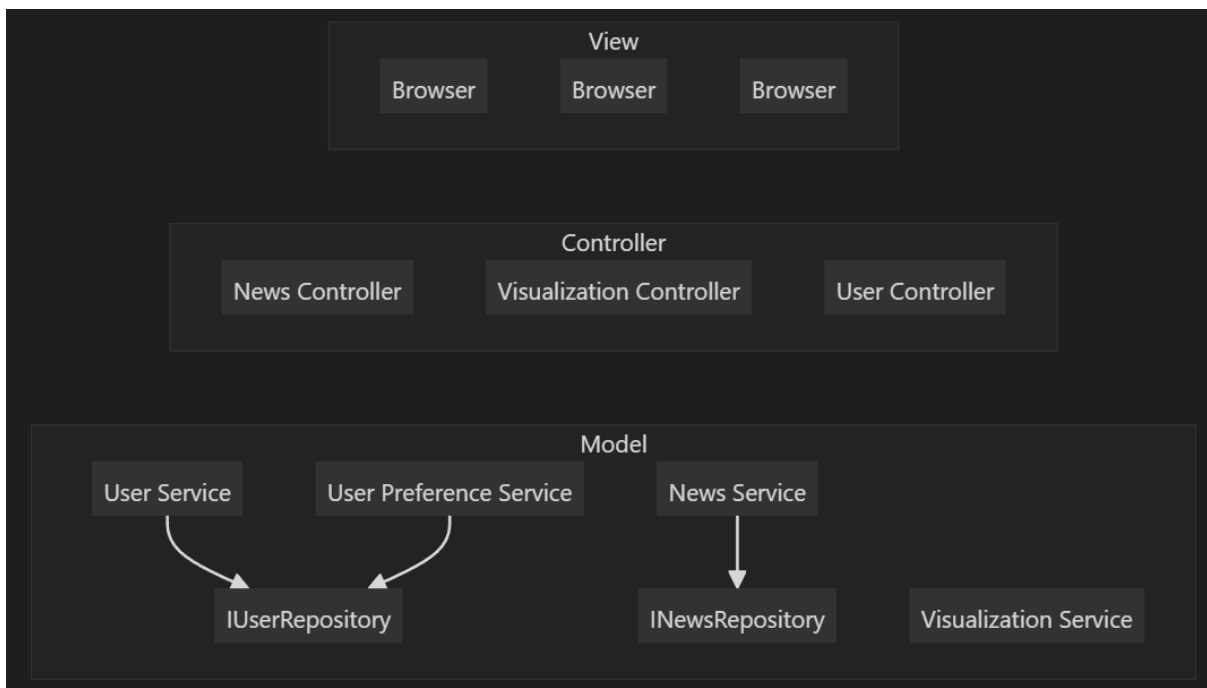 View
Browser
Browser
Browser
Controller
News Controller
Visualization Controller
User Controller
Model
User Service
User Preference Service
News Service
IUserRepository
INewsRepository
Visualization Service